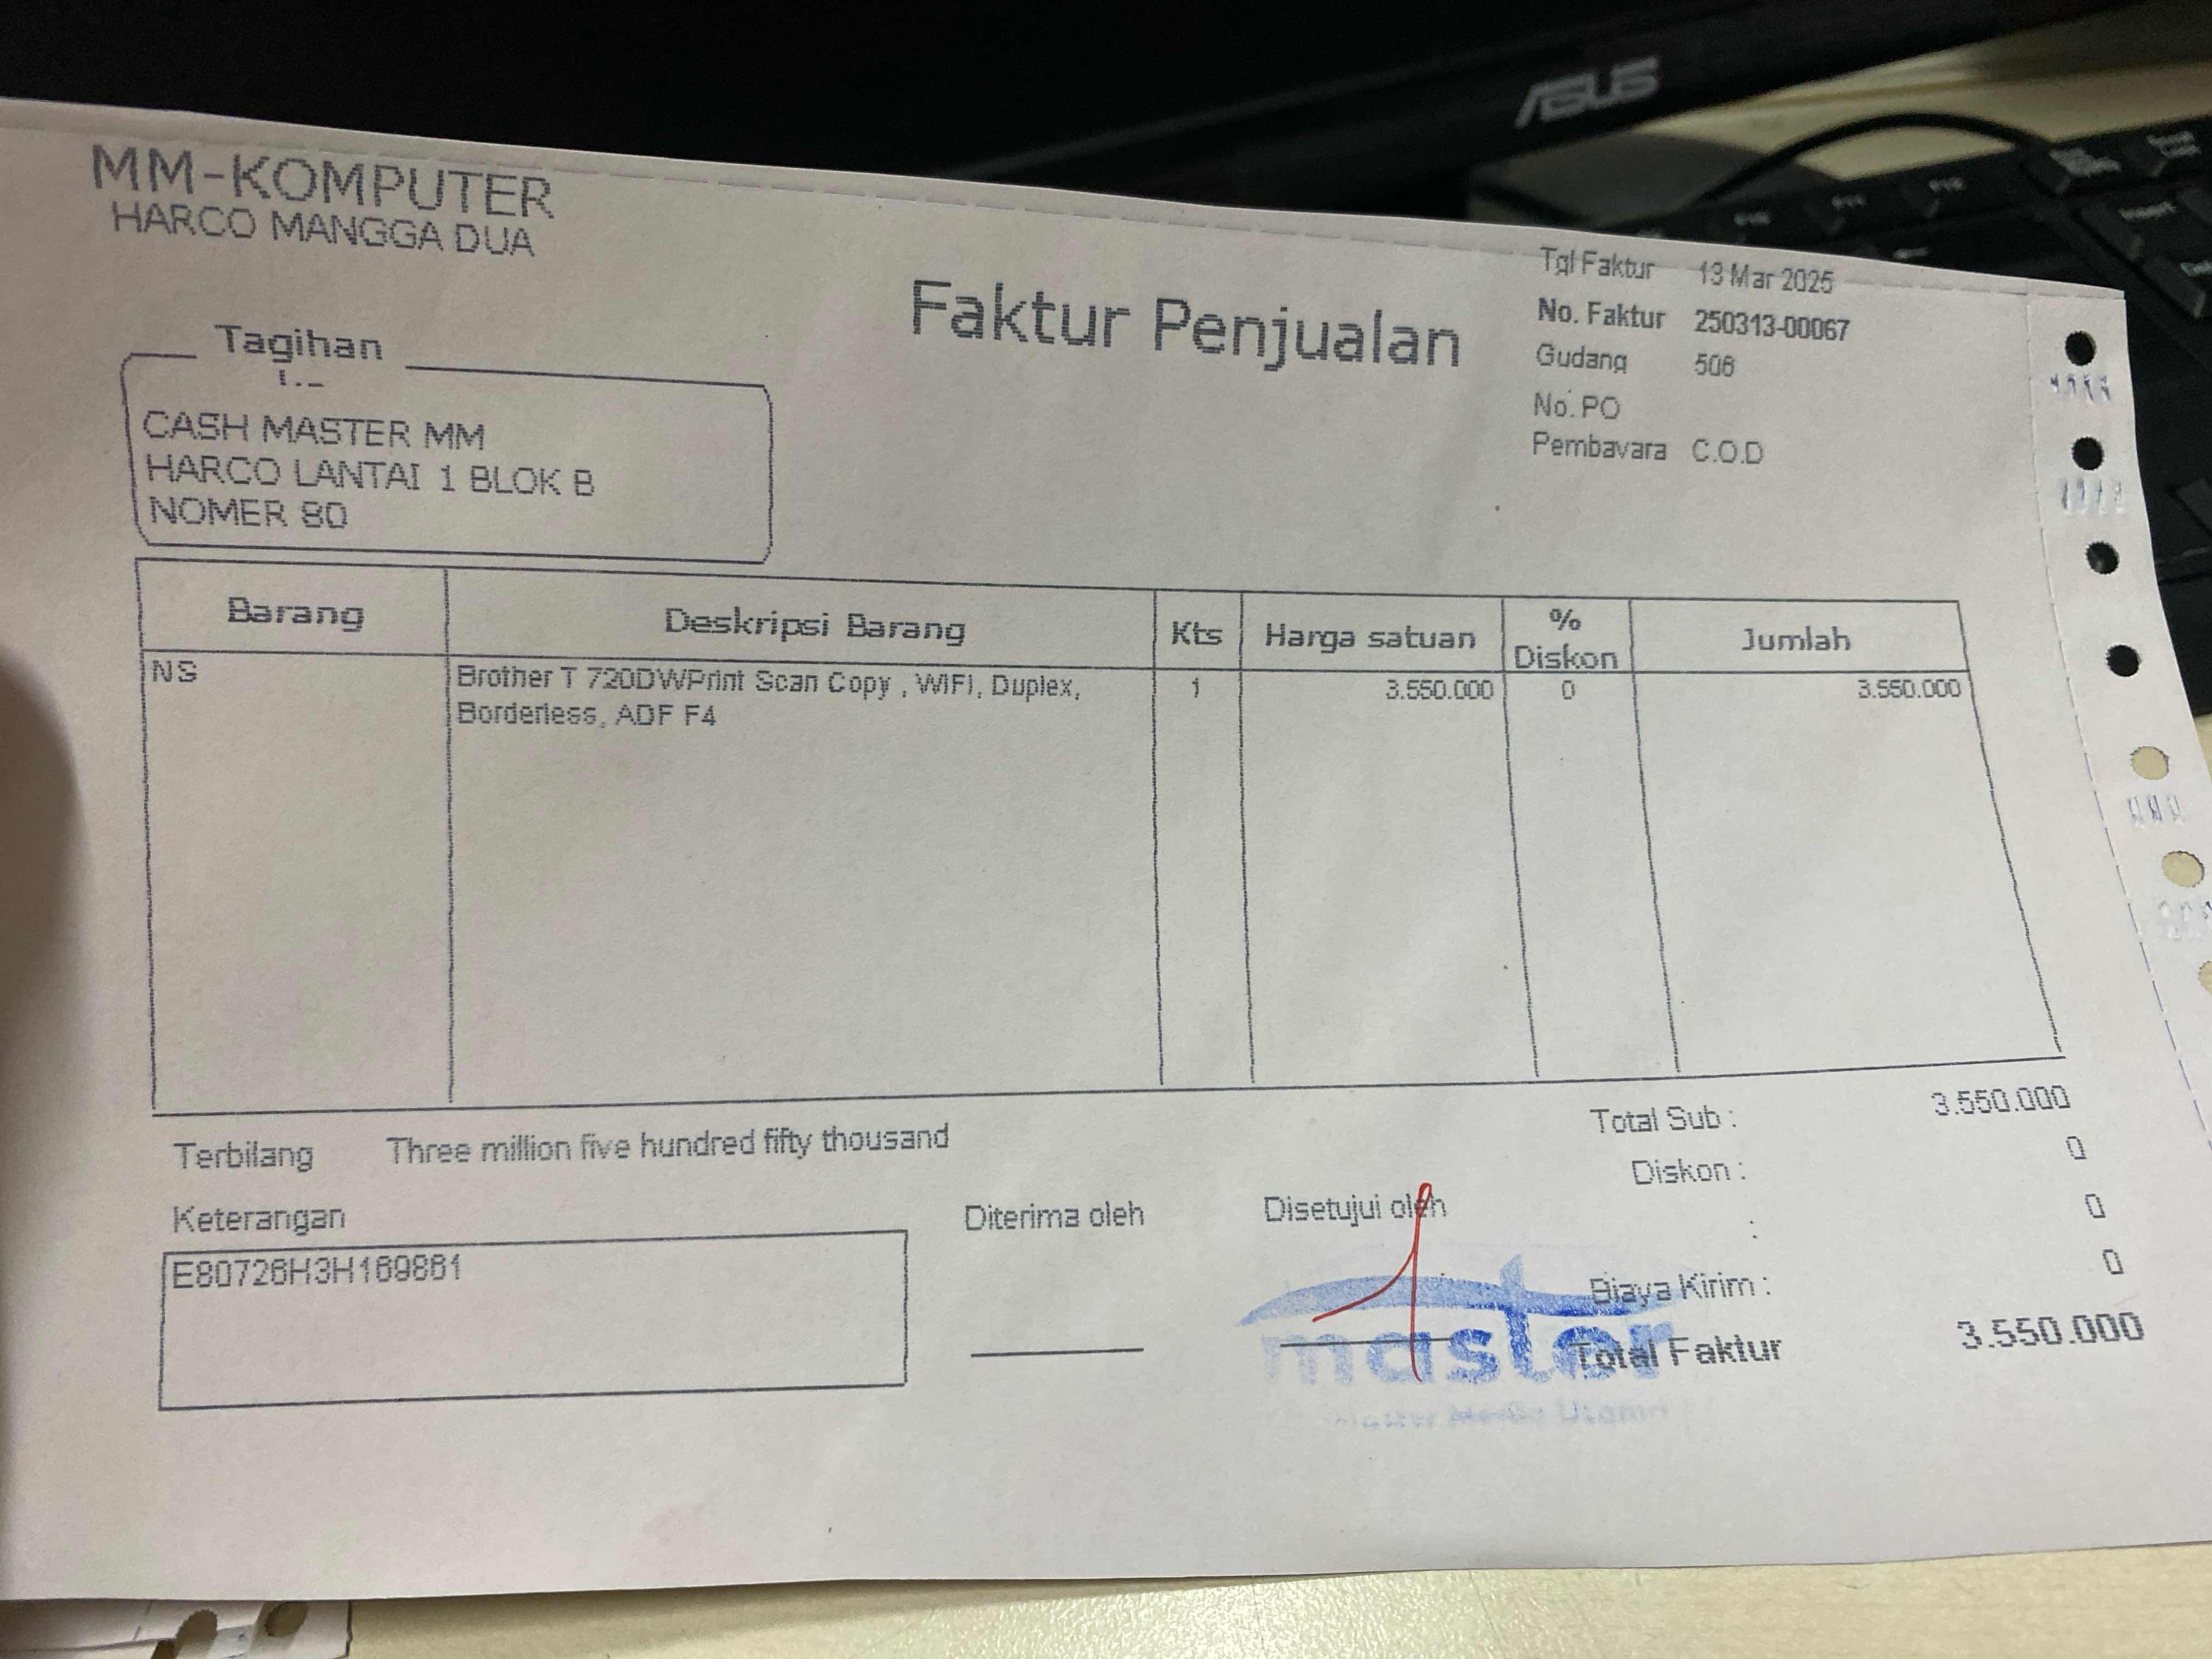 ASUS
MM-KOMPUTER
HARCO MANGGA DUA
Faktur Penjualan
Tgl Faktur 13 Mar 2025
No. Faktur 250313-00067
Gudang 506
No. PO
Pembayara C.O.D
Tagihan
CASH MASTER MM
HARCO LANTAI 1 BLOK B
NOMER 80
Barang Deskripsi Barang Kts Harga satuan % Diskon Jumlah
NS Brother T 720DWPrint Scan Copy , WIFI, Duplex, 1 3.550.000 0 3.550.000
Borderless, ADF F4
Terbilang Three million five hundred fifty thousand
Total Sub : 3.550.000
Diskon : 0
: 0
Biaya Kirim : 0
Total Faktur 3.550.000
Keterangan
E80726H3H169861
Diterima oleh
Disetujui oleh
master
Master Utama